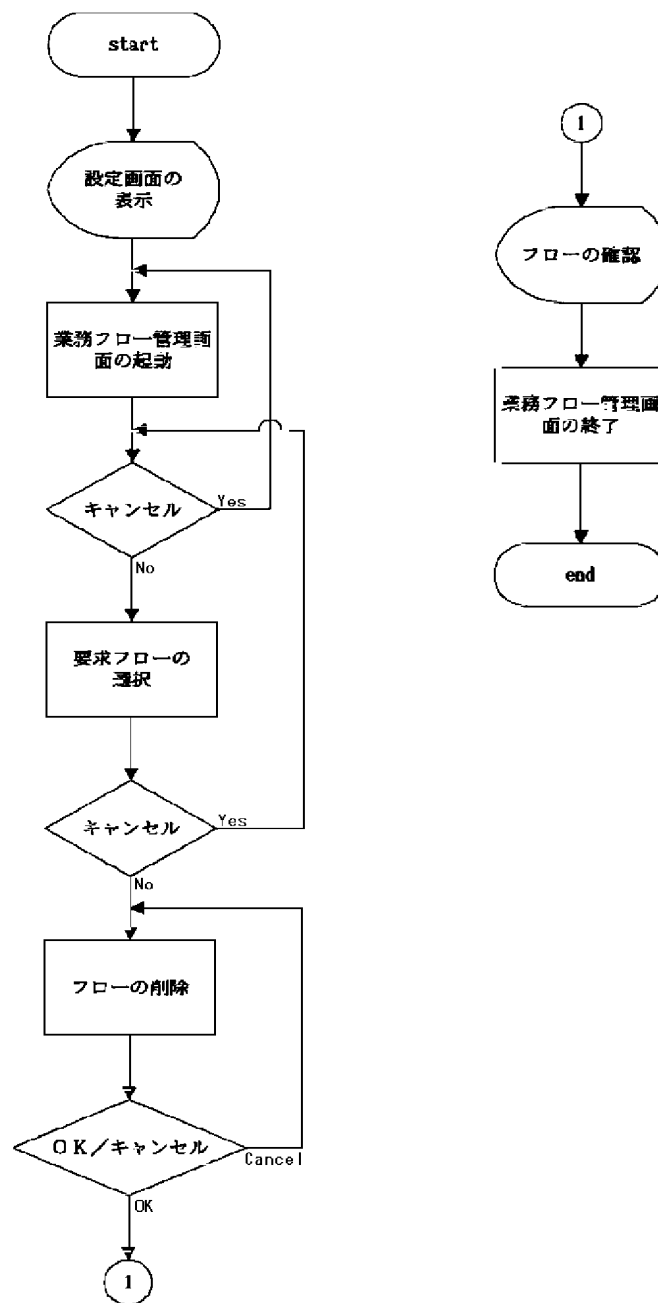 start
設定画面の
表示
業務フロー管理画
面の起動
キャンセル
Yes
No
要求フローの
選択
キャンセル
Yes
No
フローの削除
OK/キャンセル
Cancel
OK
1
1
フローの確認
業務フロー管理画
面の終了
end